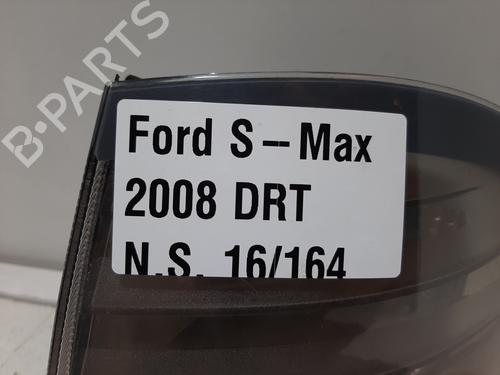 B-PARTS
Ford S-Max
2008 DRT
N.S. 16/164